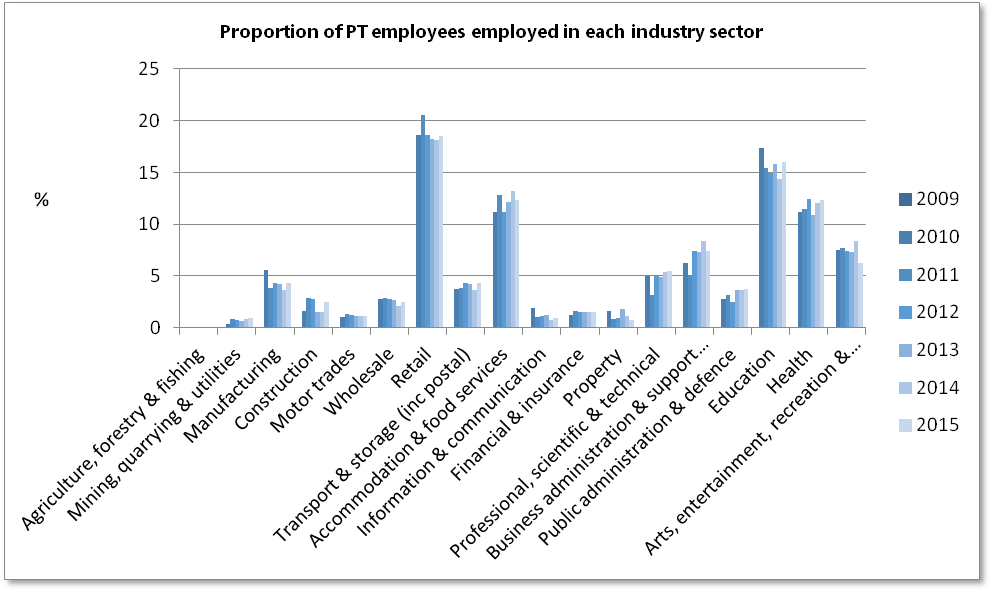 Proportion of PT employees employed in each industry sector
25
20
15
10
5
0
%
Agriculture, forestry & fishing
Mining, quarrying & utilities
Manufacturing
Construction
Motor trades
Wholesale
Retail
Transport & storage (inc postal)
Accommodation & food services
Information & communication
Financial & insurance
Property
Professional, scientific & technical
Business administration & support...
Public administration & defence
Education
Health
Arts, entertainment, recreation &...
2009
2010
2011
2012
2013
2014
2015